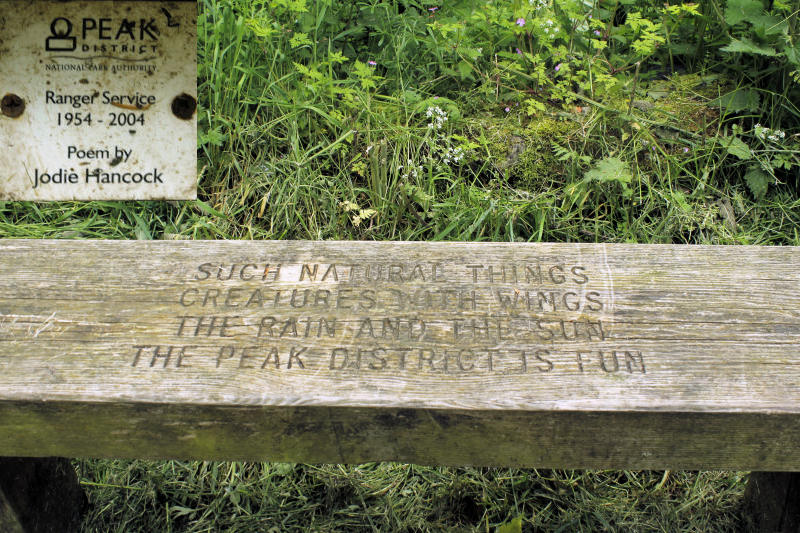 PEAK
DISTRICT
NATIONAL PARK AUTHORITY
Ranger Service
1954 - 2004
Poem by
Jodie Hancock
SUCH NATURAL THINGS
CREATURES WITH WINGS
THE RAIN AND THE SUN
THE PEAK DISTRICT IS FUN